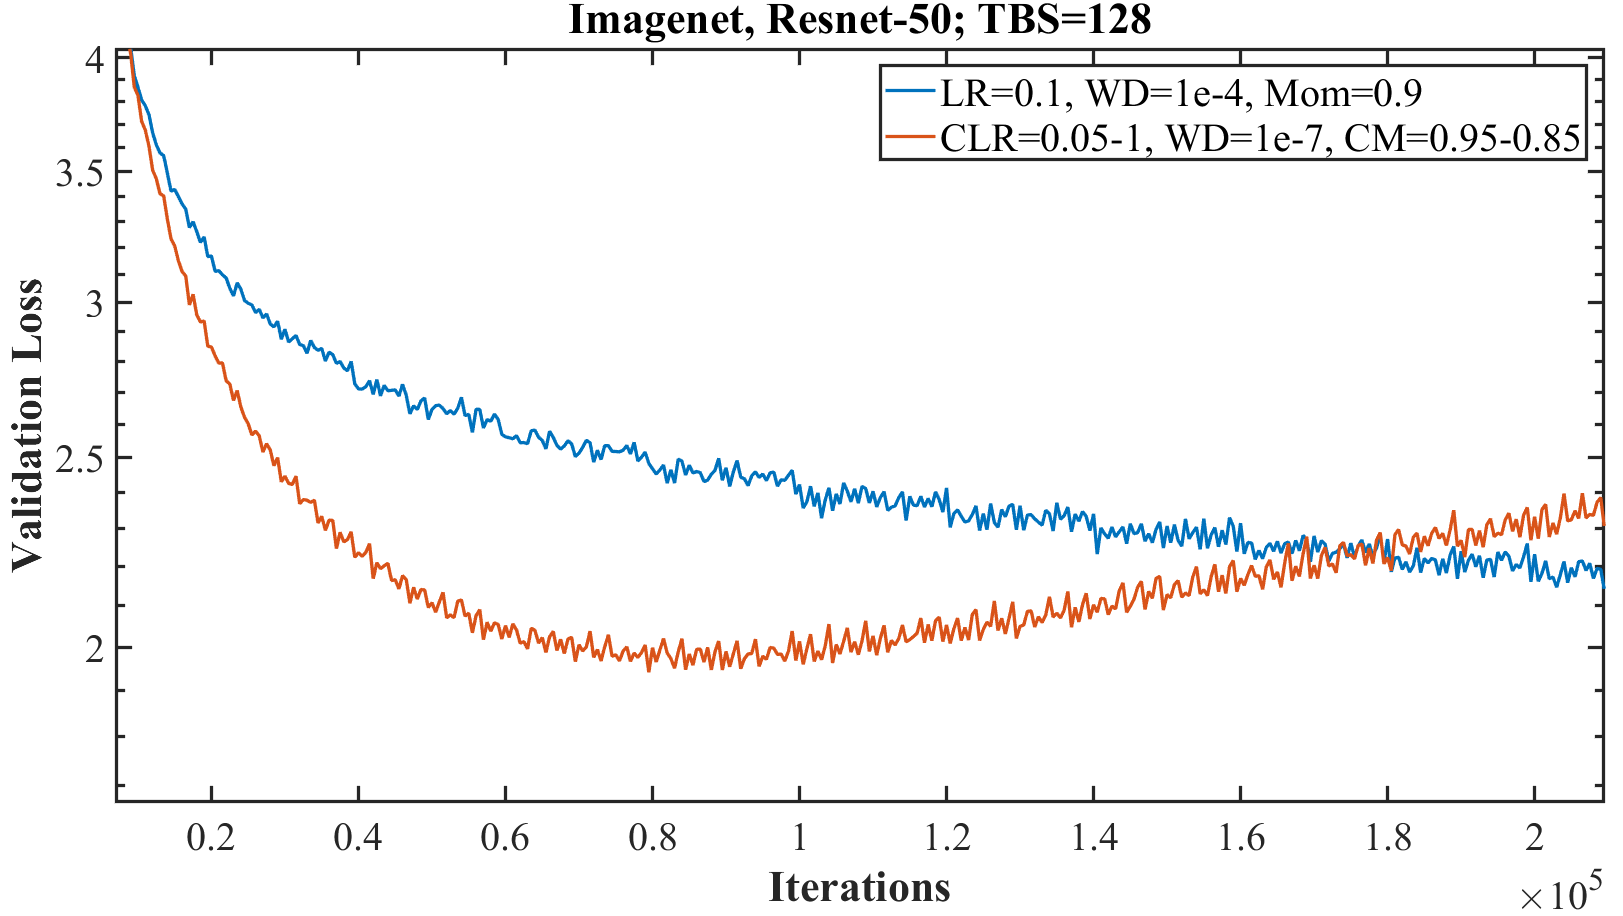 Imagenet, Resnet-50; TBS=128
LR=0.1, WD=1e-4, Mom=0.9
CLR=0.05-1, WD=1e-7, CM=0.95-0.85
Validation Loss
4
3.5
3
2.5
2
0.2 0.4 0.6 0.8 1 1.2 1.4 1.6 1.8 2
Iterations
×10⁵